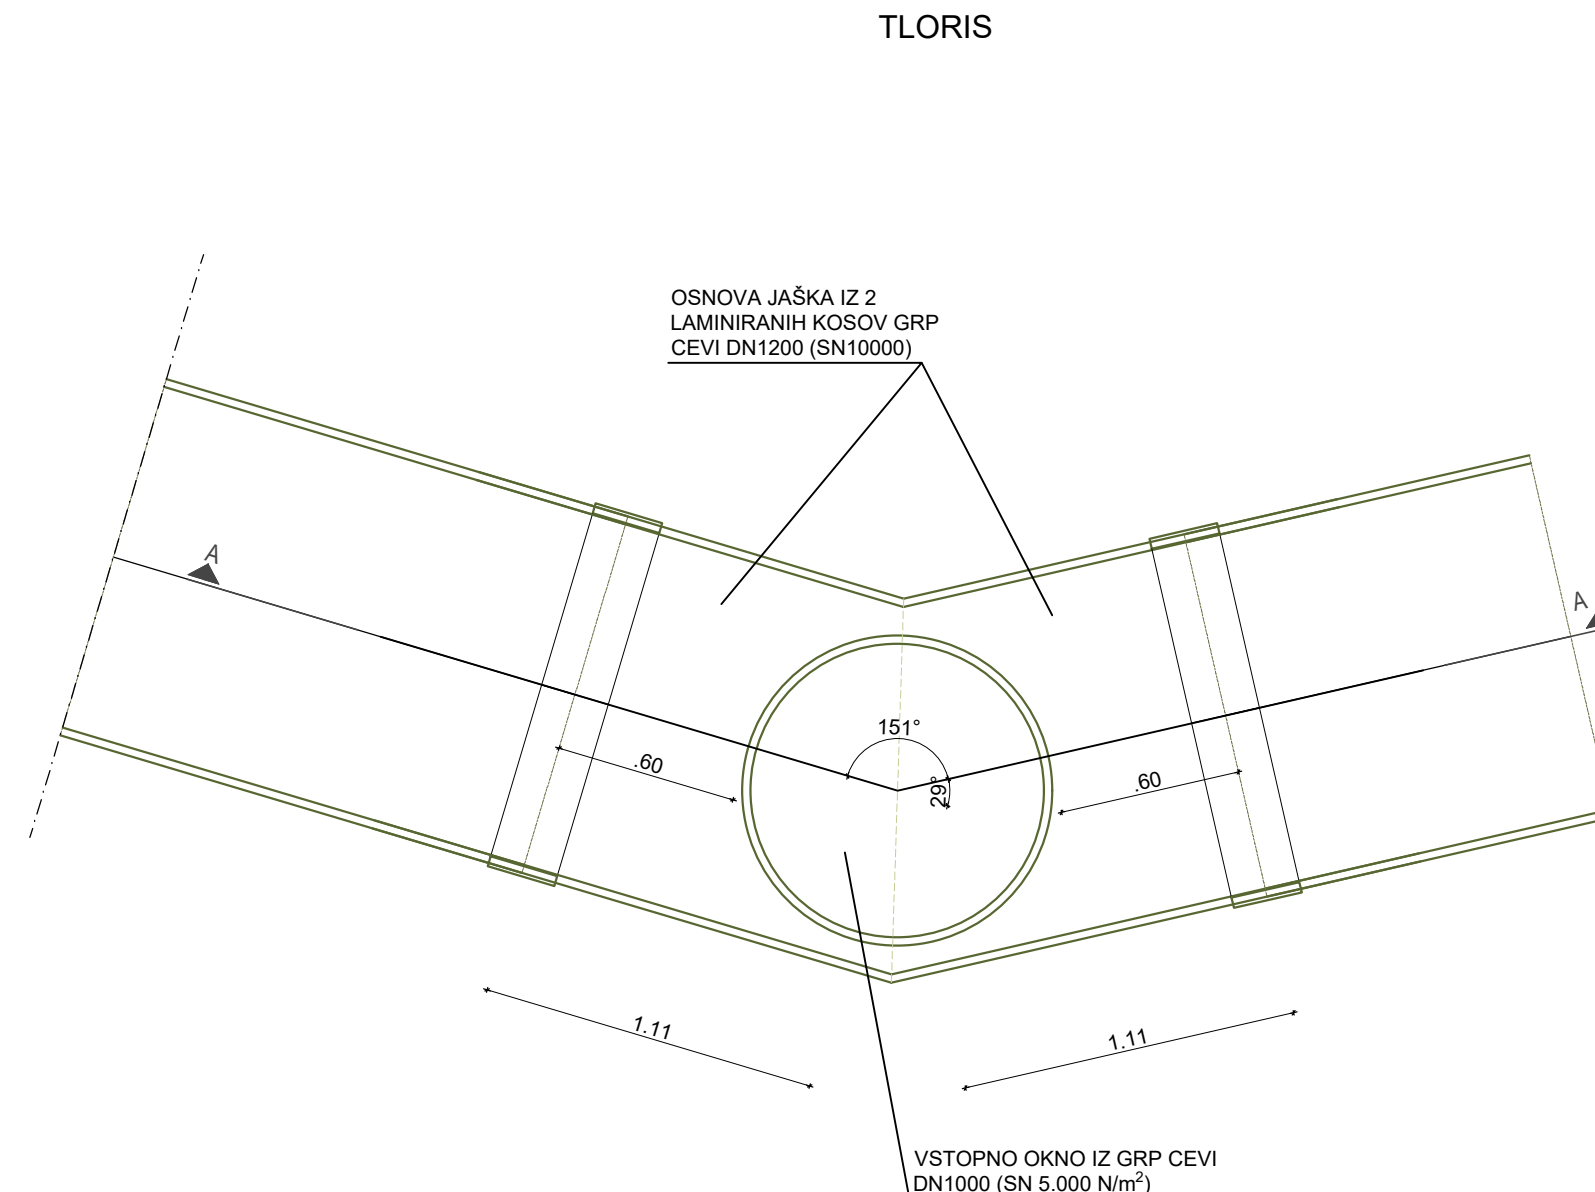 TLORIS
OSNOVA JAŠKA IZ 2
LAMINIRANIH KOSOV GRP
CEVI DN1200 (SN10000)
A
A
151°
29°
.60
.60
1.11
1.11
VSTOPNO OKNO IZ GRP CEVI
DN1000 (SN 5.000 N/m²)